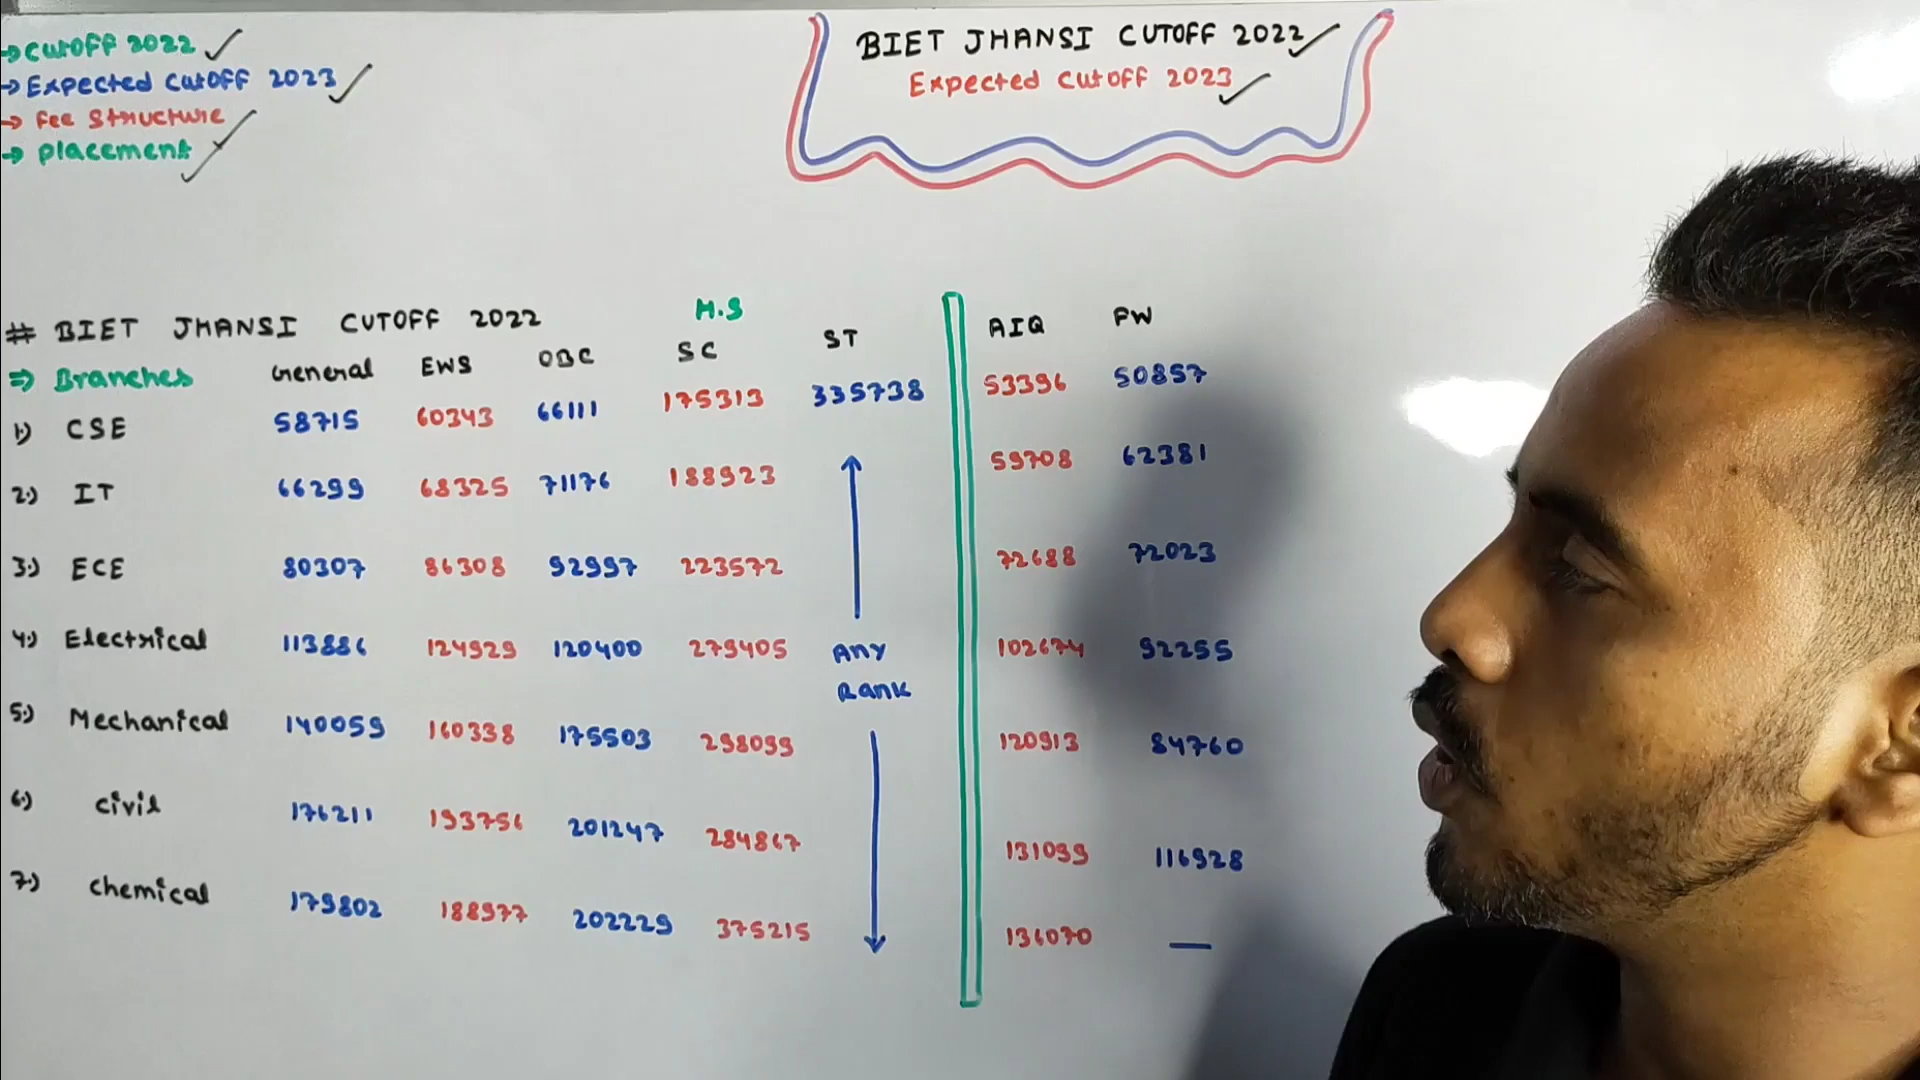 → Cutoff 2022
→ Expected Cutoff 2023
→ Fee Structure
→ Placement
BIET JHANSI CUTOFF 2022
Expected Cutoff 2023
# BIET JHANSI CUTOFF 2022 H.S
⇒ Branches General EWS OBC SC ST AIQ PW
1) CSE 58715 60343 66111 175313 335738 53396 50857
2) IT 66299 68325 71176 188923 59708 62381
3) ECE 80307 86308 92997 223572 72688 72023
4) Electrical 113886 124929 120400 279405 Any 102674 92255
Rank
5) Mechanical 140059 160338 175503 298099 120913 84760
6) Civil 176211 193756 201247 284867 131099 116928
7) Chemical 179802 188977 202229 375215 136070 —